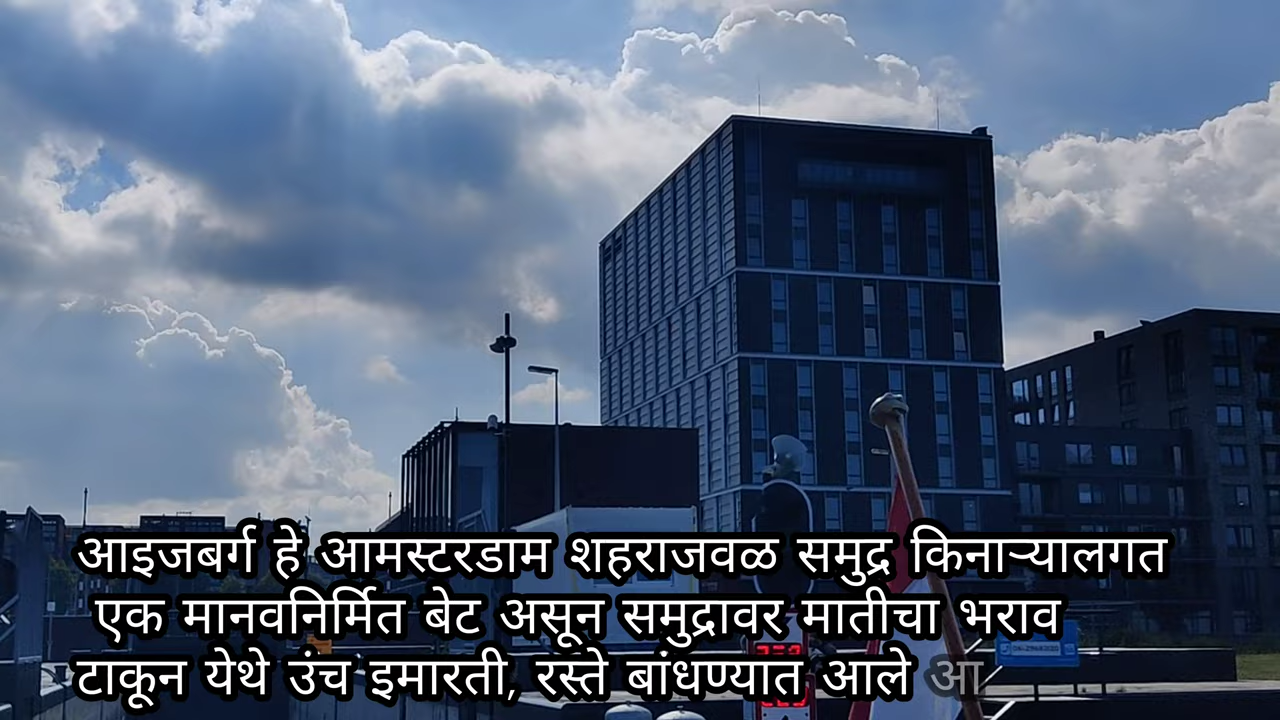 आइजबर्ग हे आमस्टरडाम शहराजवळ समुद्र किनाऱ्यालगत
एक मानवनिर्मित बेट असून समुद्रावर मातीचा भराव
टाकून येथे उंच इमारती, रस्ते बांधण्यात आले आ